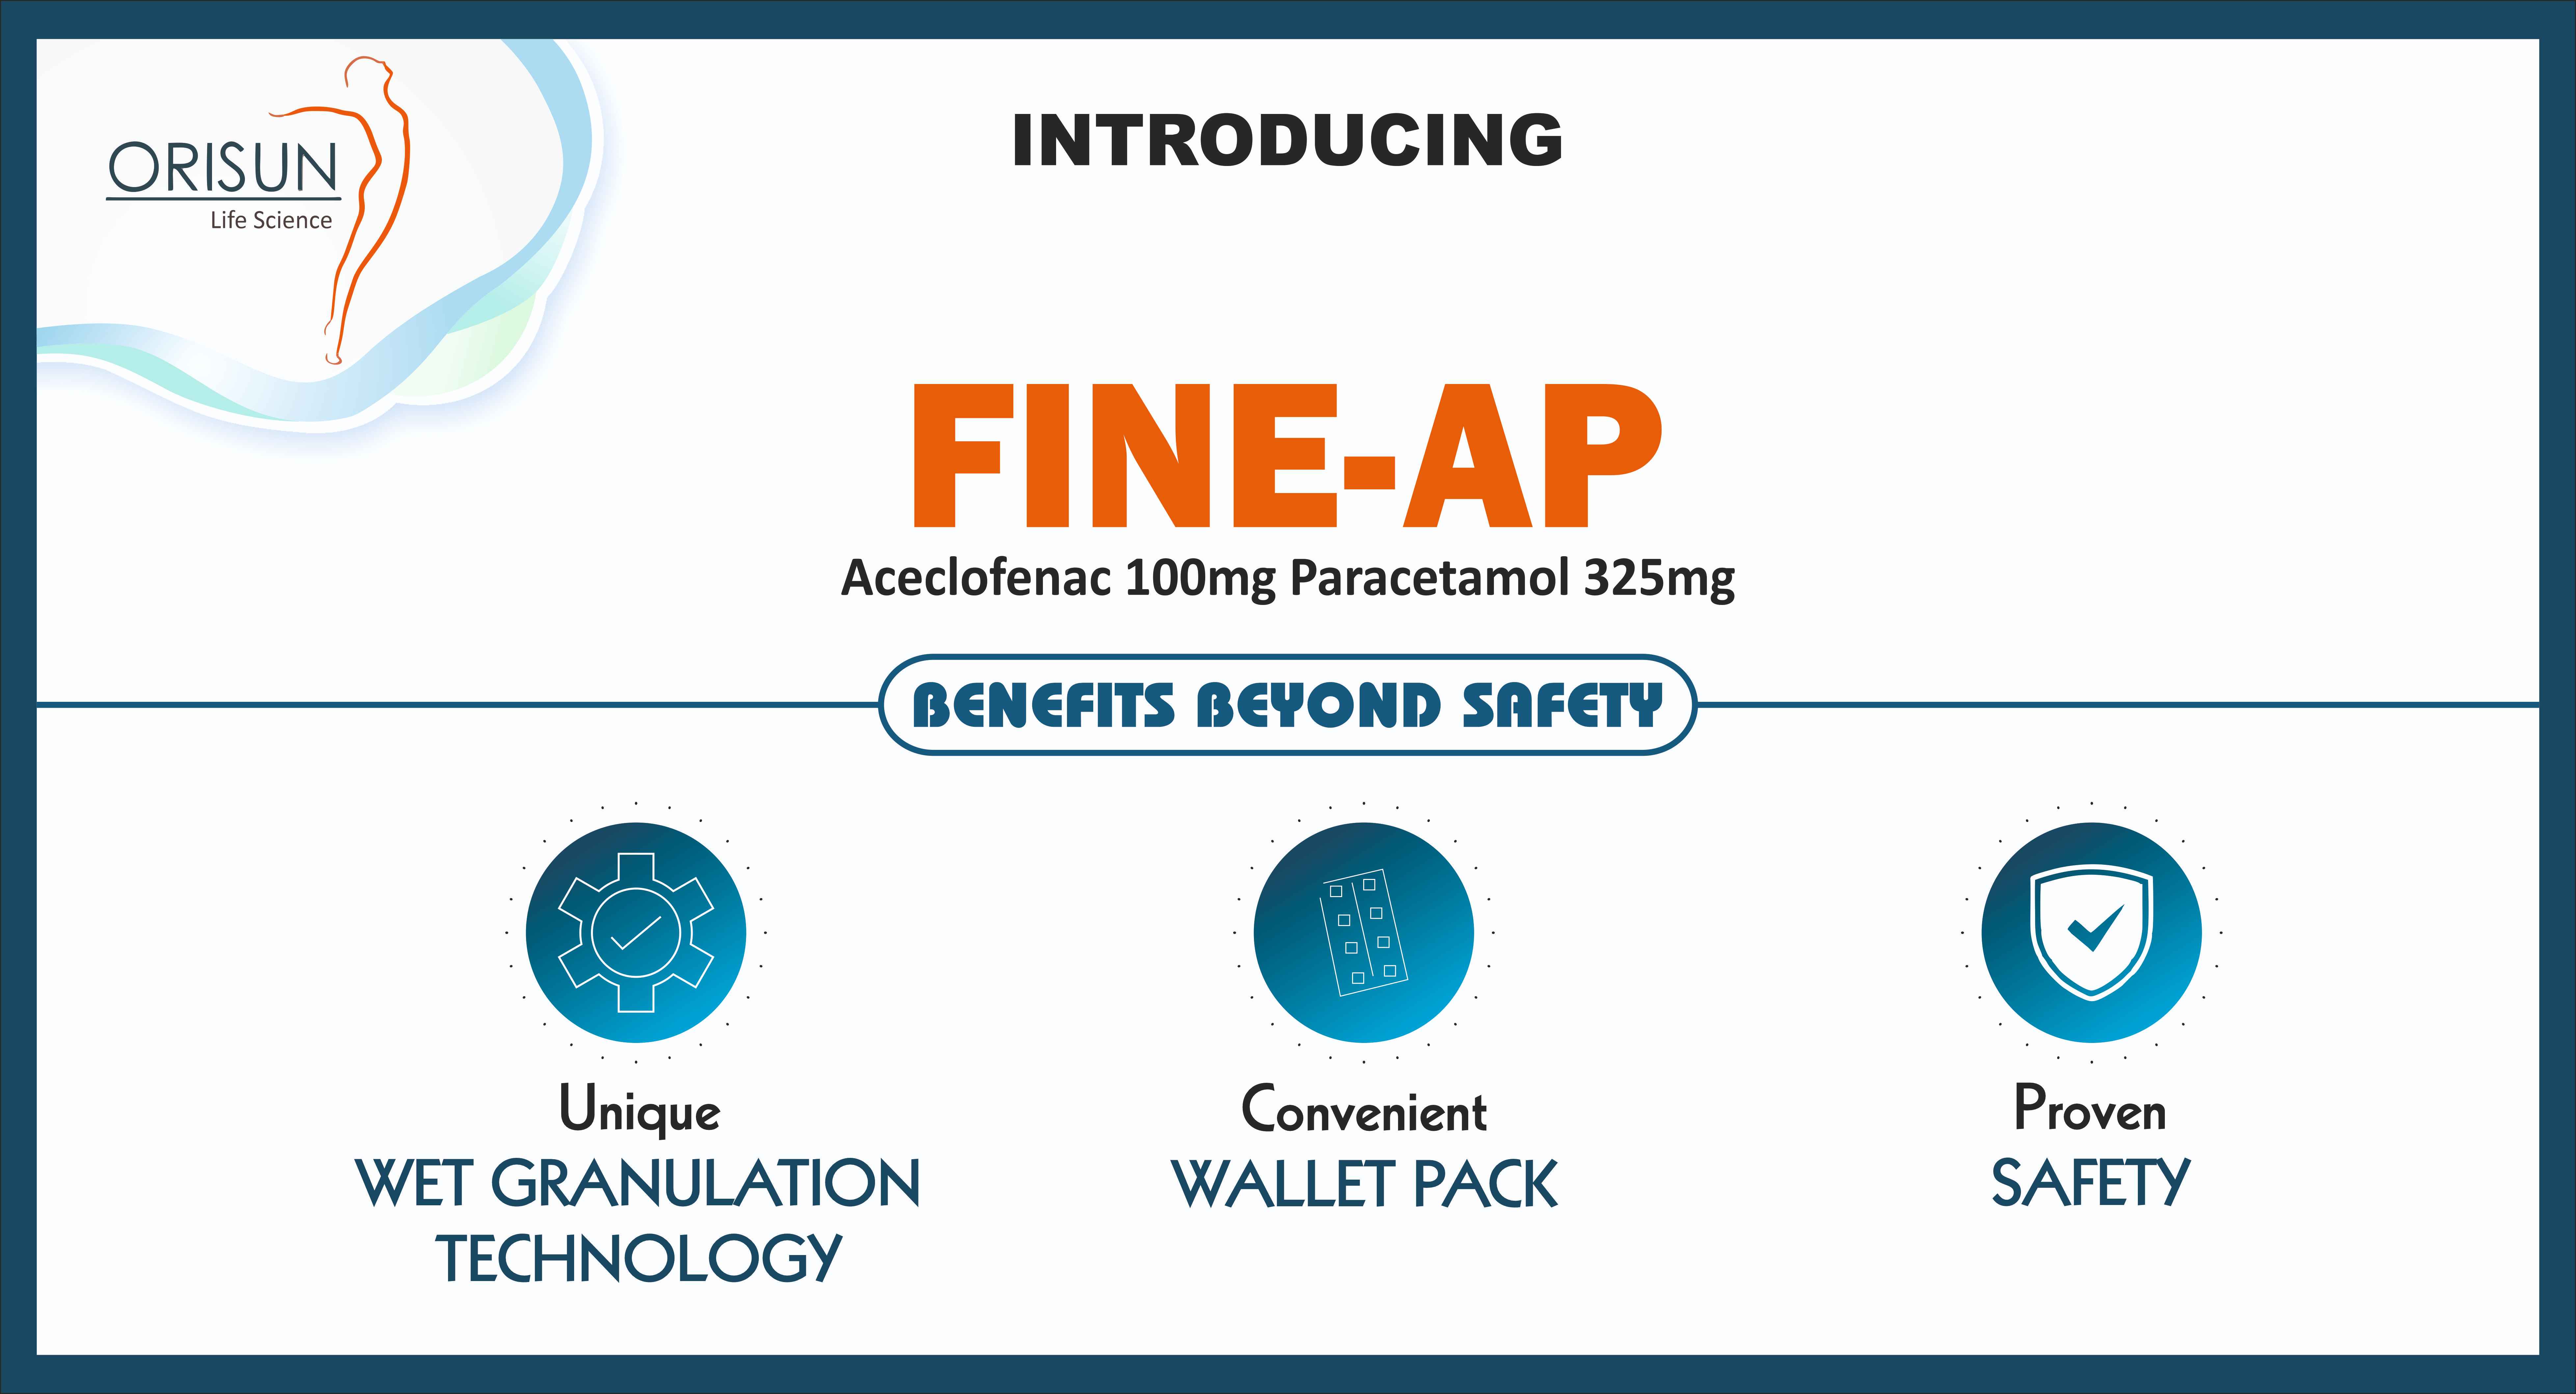 ORISUN
Life Science
INTRODUCING
FINE-AP
Aceclofenac 100mg Paracetamol 325mg
BENEFITS BEYOND SAFETY
Unique
WET GRANULATION
TECHNOLOGY
Convenient
WALLET PACK
Proven
SAFETY